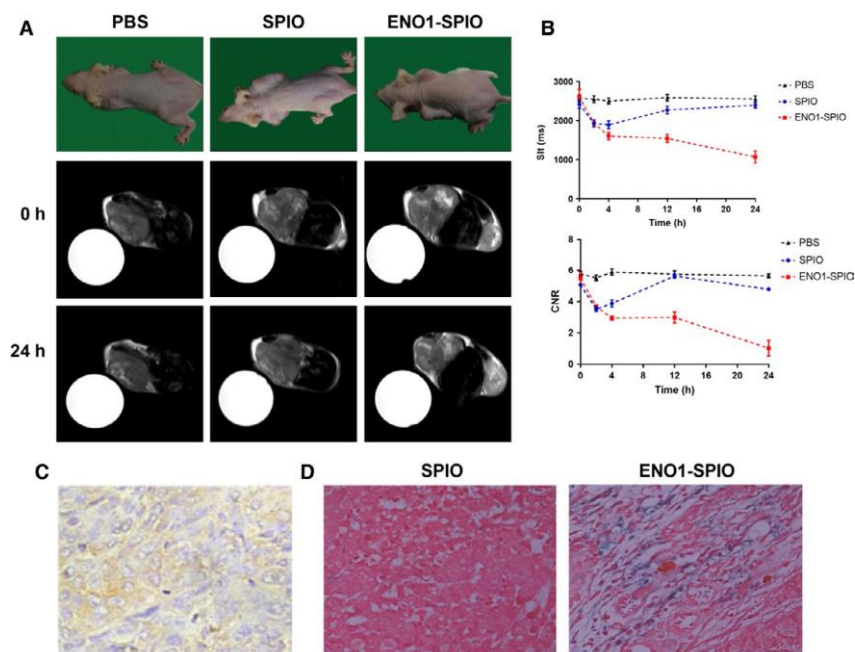 A
PBS
SPIO
ENO1-SPIO
0 h
24 h
B
3000
2000
1000
0
SIt (ms)
0
4
8
12
16
20
24
Time (h)
PBS
SPIO
ENO1-SPIO
6
4
2
0
CNR
0
4
8
12
16
20
24
Time (h)
PBS
SPIO
ENO1-SPIO
C
D
SPIO
ENO1-SPIO